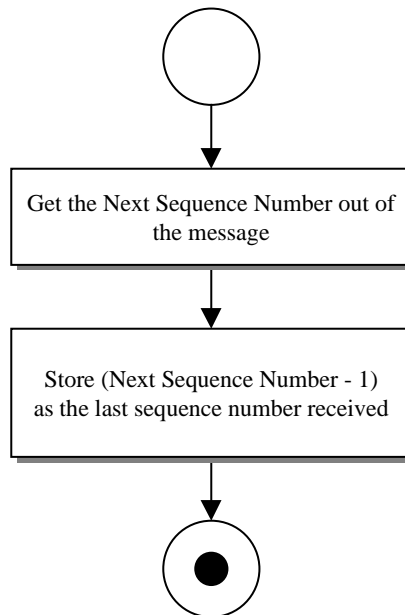 Get the Next Sequence Number out of
the message
Store (Next Sequence Number - 1)
as the last sequence number received